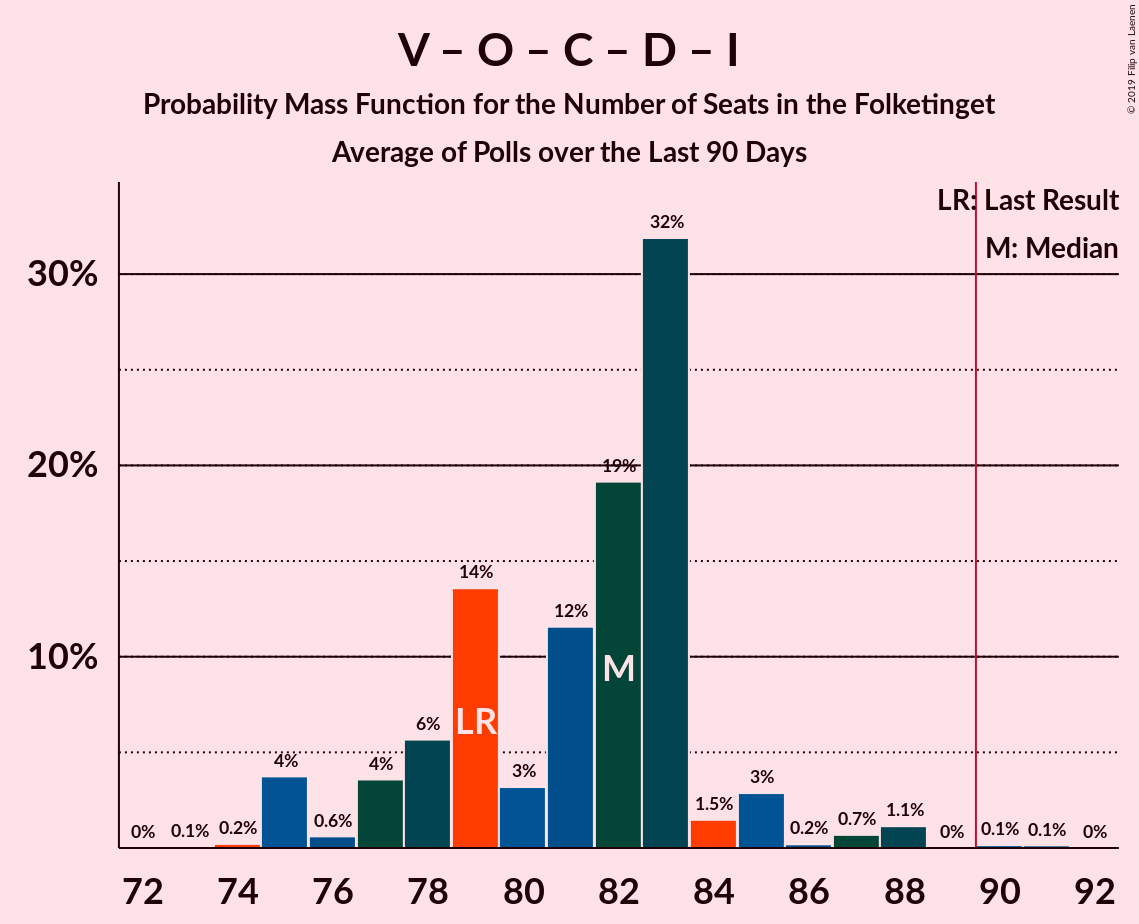 V – O – C – D – I
Probability Mass Function for the Number of Seats in the Folketinget
Average of Polls over the Last 90 Days
© 2019 Filip van Laenen
LR: Last Result
M: Median
30%
20%
10%
0%
0.1%
0.2%
4%
0.6%
4%
6%
14%
3%
12%
19%
32%
1.5%
3%
0.2%
0.7%
1.1%
0%
0.1%
0.1%
0%
LR
M
72 74 76 78 80 82 84 86 88 90 92